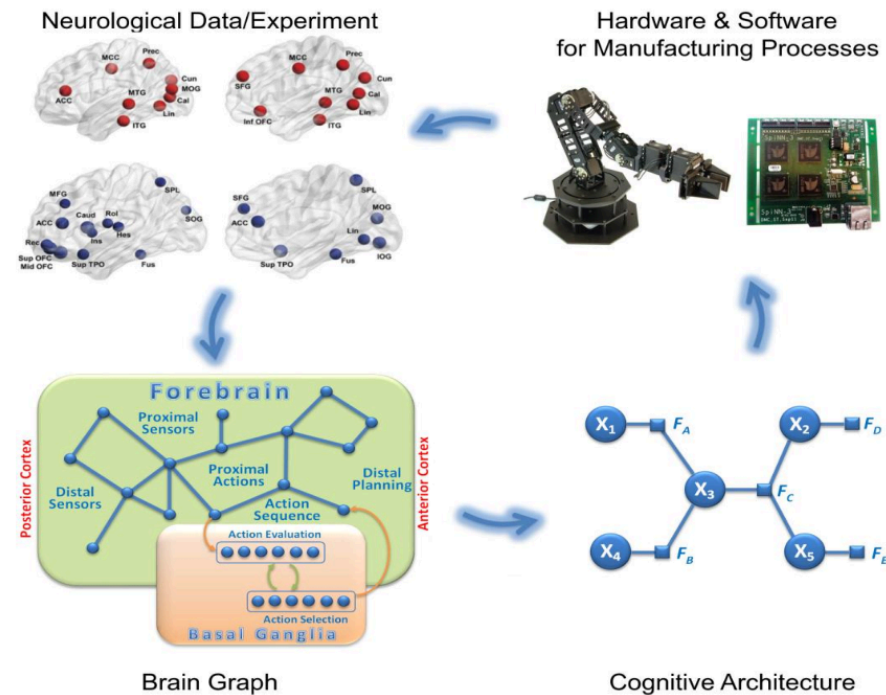 Neurological Data/Experiment
Hardware & Software
for Manufacturing Processes
MCC
Prec
Cun
MOG
Cal
Lin
ACC
MTG
ITG
MCC
Prec
SFG
Cun
Cal
MTG
Lin
Inf OFC
ITG
MFG
SPL
ACC
Caud
Rol
SOG
Rec
Ins
Hes
Sup OFC
Mid OFC
Sup TPO
Fus
SPL
SFG
MOG
ACC
Lin
Sup TPO
Fus
IOG
Forebrain
Proximal
Sensors
Proximal
Actions
Distal
Planning
Distal
Sensors
Action
Sequence
Posterior Cortex
Anterior Cortex
Action Evaluation
Action Selection
Basal Ganglia
X1
FA
X2
FD
X3
FC
X4
FB
X5
FE
Brain Graph
Cognitive Architecture